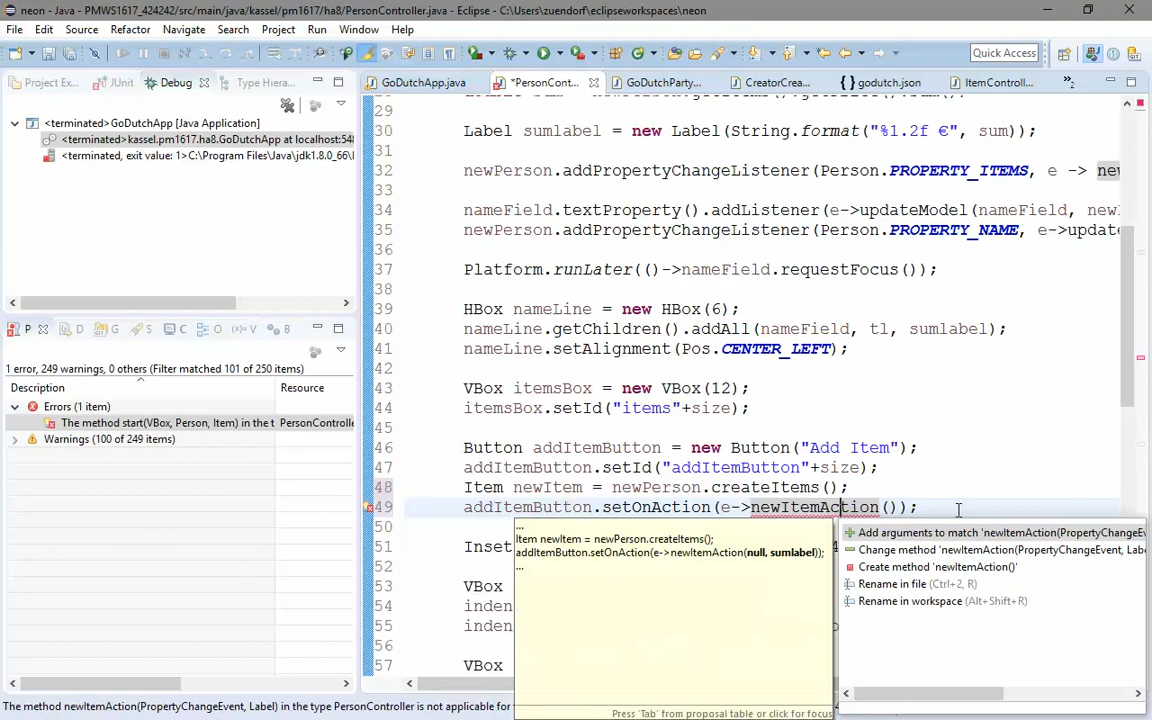 neon - Java - PMWS1617_424242/src/main/java/kassel/pm1617/ha8/PersonController.java - Eclipse - C:\Users\zuendorf\eclipseworkspaces\neon
File Edit Source Refactor Navigate Search Project Run Window Help
Quick Access
Project Ex... JUnit Debug Type Hiera...
GoDutchApp.java *PersonCont... GoDutchParty... CreatorCrea... godutch.json ItemControll... »2
<terminated> GoDutchApp [Java Application]
<terminated> kassel.pm1617.ha8.GoDutchApp at localhost:54
<terminated, exit value: 1> C:\Program Files\Java\jdk1.8.0_66\
29
30 Label sumlabel = new Label(String.format("%1.2f €", sum));
31
32 newPerson.addPropertyChangeListener(Person.PROPERTY_ITEMS, e -> new
33
34 nameField.textProperty().addListener(e->updateModel(nameField, new
35 newPerson.addPropertyChangeListener(Person.PROPERTY_NAME, e->updat
36
37 Platform.runLater(()->nameField.requestFocus());
38
39 HBox nameLine = new HBox(6);
40 nameLine.getChildren().addAll(nameField, tl, sumlabel);
41 nameLine.setAlignment(Pos.CENTER_LEFT);
42
43 VBox itemsBox = new VBox(12);
44 itemsBox.setId("items"+size);
45
46 Button addItemButton = new Button("Add Item");
47 addItemButton.setId("addItemButton"+size);
48 Item newItem = newPerson.createItems();
49 addItemButton.setOnAction(e->newItemAction());
50
51 Inset
52
53 VBox
54 inden
55 inden
56
57 VBox
...
Item newItem = newPerson.createItems();
addItemButton.setOnAction(e->newItemAction(null, sumlabel));
...
Press 'Tab' from proposal table or click for focus
Add arguments to match 'newItemAction(PropertyChangeEv
Change method 'newItemAction(PropertyChangeEvent, Labe
Create method 'newItemAction()'
Rename in file (Ctrl+2, R)
Rename in workspace (Alt+Shift+R)
P D G S C O (x)= V B
1 error, 249 warnings, 0 others (Filter matched 101 of 250 items)
Description Resource
Errors (1 item)
The method start(VBox, Person, Item) in the t PersonControlle
Warnings (100 of 249 items)
The method newItemAction(PropertyChangeEvent, Label) in the type PersonController is not applicable for